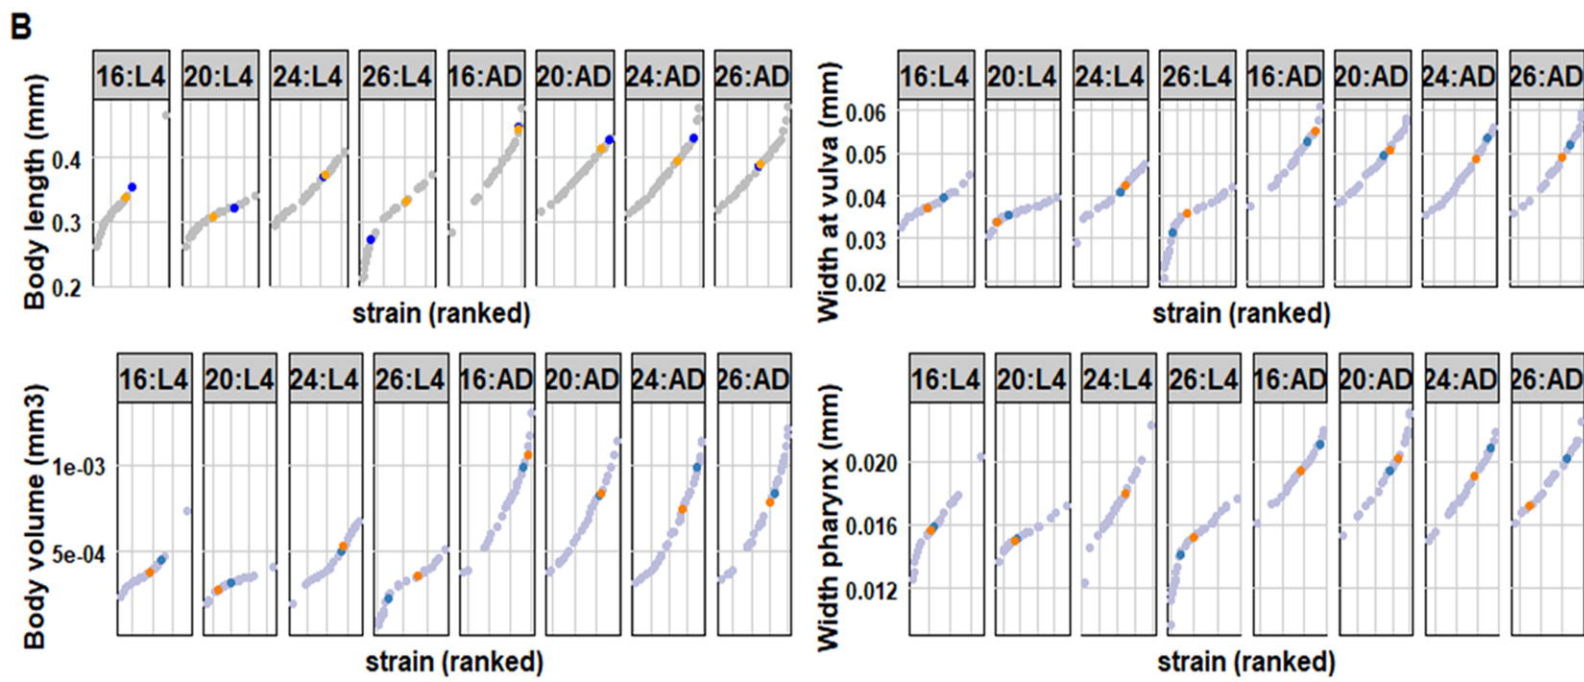 B
16:L4 20:L4 24:L4 26:L4 16:AD 20:AD 24:AD 26:AD
Body length (mm)
0.4
0.3
0.2
strain (ranked)
16:L4 20:L4 24:L4 26:L4 16:AD 20:AD 24:AD 26:AD
Width at vulva (mm)
0.06
0.05
0.04
0.03
0.02
strain (ranked)
16:L4 20:L4 24:L4 26:L4 16:AD 20:AD 24:AD 26:AD
Body volume (mm3)
1e-03
5e-04
strain (ranked)
16:L4 20:L4 24:L4 26:L4 16:AD 20:AD 24:AD 26:AD
Width pharynx (mm)
0.020
0.016
0.012
strain (ranked)